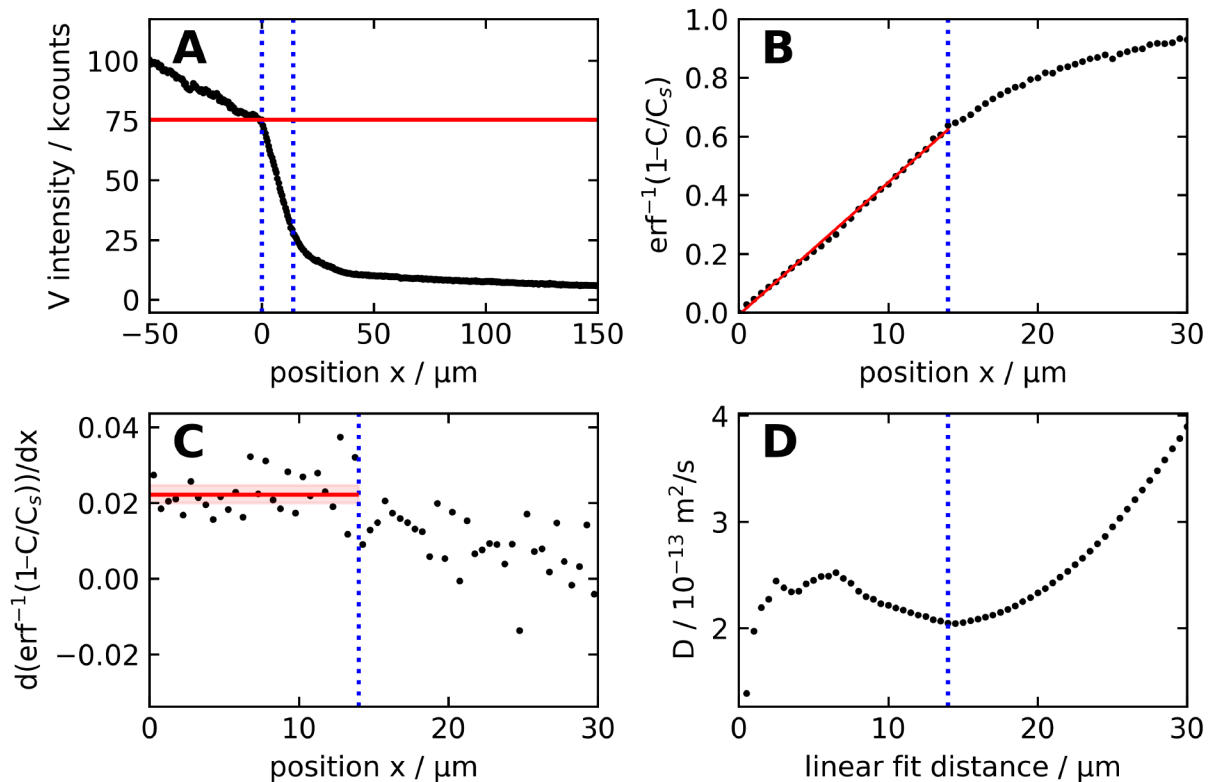 A
V intensity / kcounts
100
75
50
25
0
−50 0 50 100 150
position x / µm
B
erf⁻¹(1–C/Cₛ)
1.0
0.8
0.6
0.4
0.2
0.0
0 10 20 30
position x / µm
C
d(erf⁻¹(1–C/Cₛ))/dx
0.04
0.02
0.00
−0.02
0 10 20 30
position x / µm
D
D / 10⁻¹³ m²/s
4
3
2
0 10 20 30
linear fit distance / µm